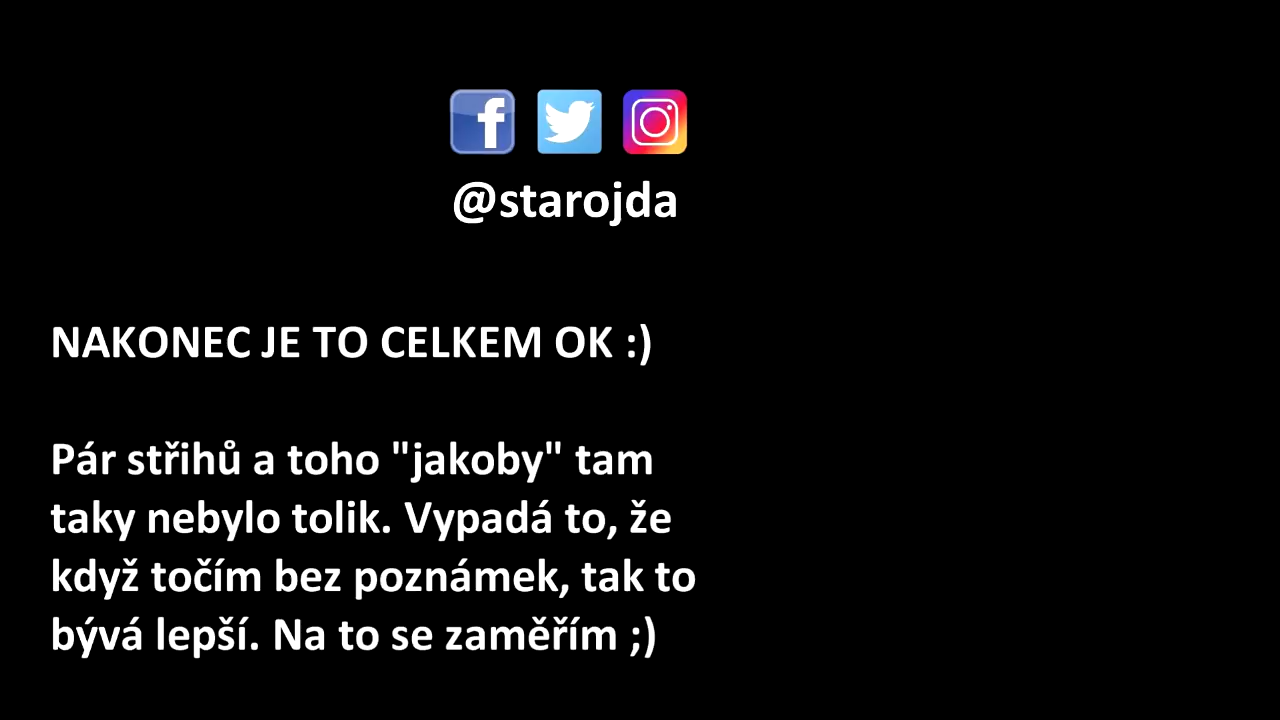 @starojda
NAKONEC JE TO CELKEM OK :)
Pár střihů a toho "jakoby" tam
taky nebylo tolik. Vypadá to, že
když točím bez poznámek, tak to
bývá lepší. Na to se zaměřím ;)